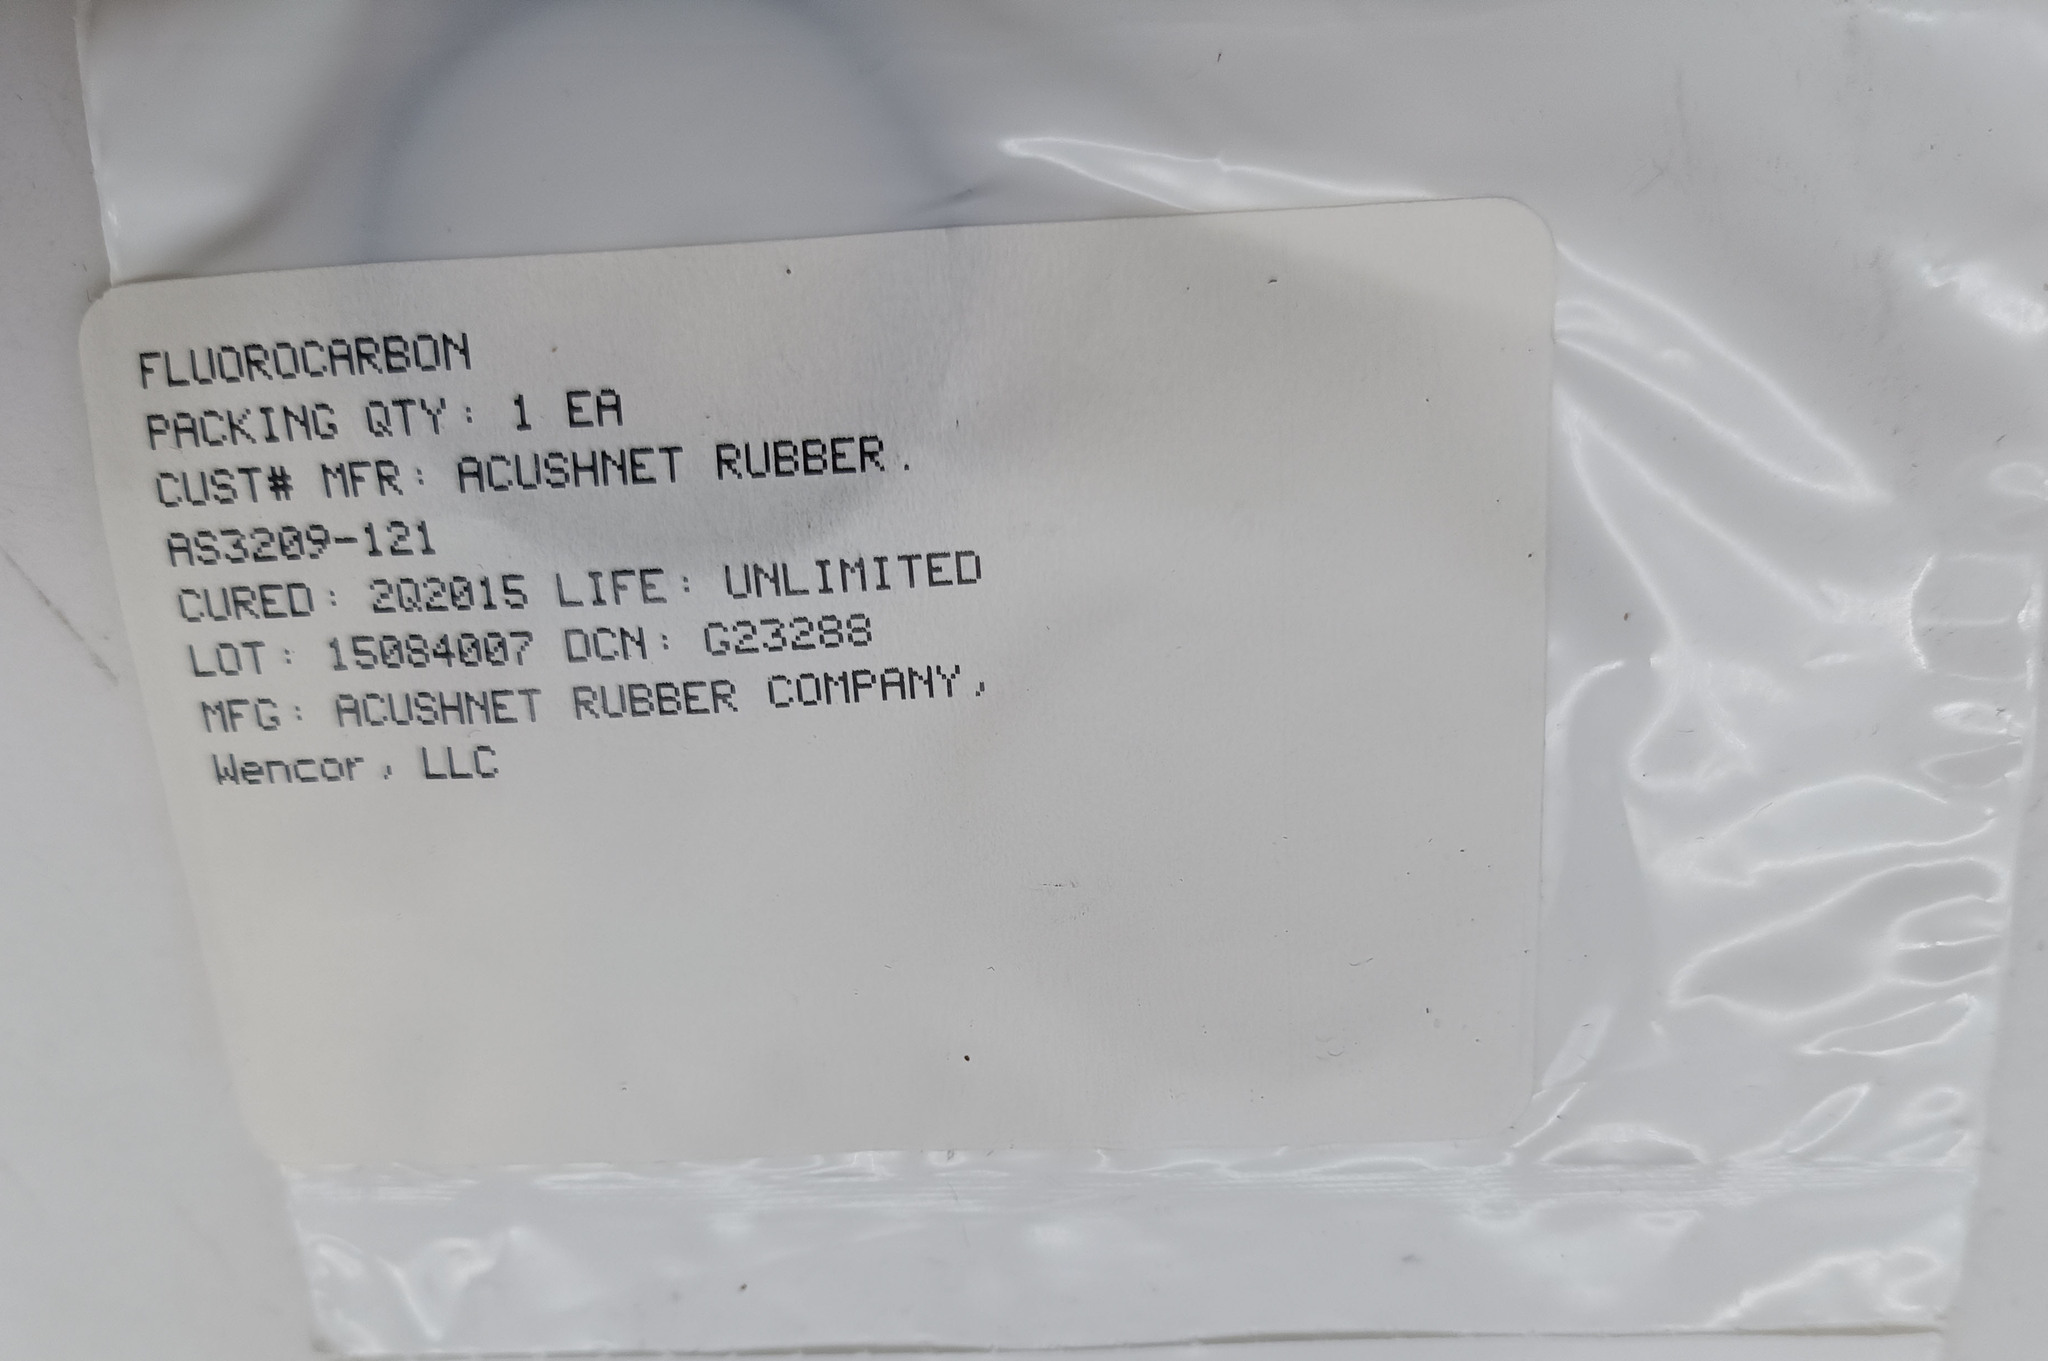 FLUOROCARBON
PACKING QTY: 1 EA
CUST# MFR: ACUSHNET RUBBER.
AS3209-121
CURED: 2Q2015 LIFE: UNLIMITED
LOT: 15084007 DCN: G23288
MFG: ACUSHNET RUBBER COMPANY,
Wencor, LLC